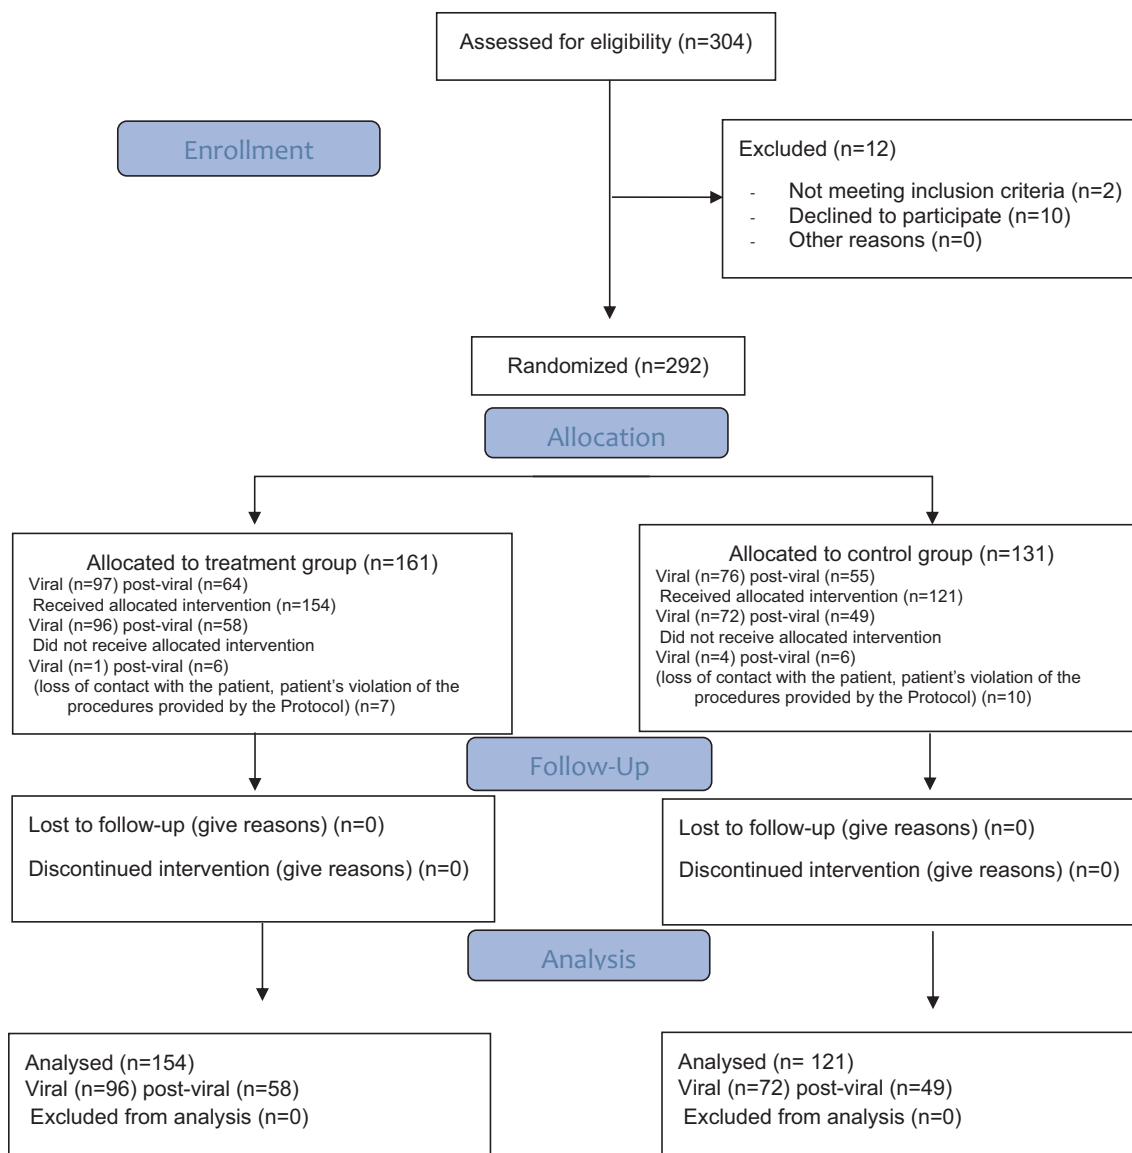 Assessed for eligibility (n=304)
Enrollment
Excluded (n=12)
- Not meeting inclusion criteria (n=2)
- Declined to participate (n=10)
- Other reasons (n=0)
Randomized (n=292)
Allocation
Allocated to treatment group (n=161)
Viral (n=97) post-viral (n=64)
Received allocated intervention (n=154)
Viral (n=96) post-viral (n=58)
Did not receive allocated intervention
Viral (n=1) post-viral (n=6)
(loss of contact with the patient, patient’s violation of the
procedures provided by the Protocol) (n=7)
Allocated to control group (n=131)
Viral (n=76) post-viral (n=55)
Received allocated intervention (n=121)
Viral (n=72) post-viral (n=49)
Did not receive allocated intervention
Viral (n=4) post-viral (n=6)
(loss of contact with the patient, patient’s violation of the
procedures provided by the Protocol) (n=10)
Follow-Up
Lost to follow-up (give reasons) (n=0)
Discontinued intervention (give reasons) (n=0)
Lost to follow-up (give reasons) (n=0)
Discontinued intervention (give reasons) (n=0)
Analysis
Analysed (n=154)
Viral (n=96) post-viral (n=58)
Excluded from analysis (n=0)
Analysed (n= 121)
Viral (n=72) post-viral (n=49)
Excluded from analysis (n=0)